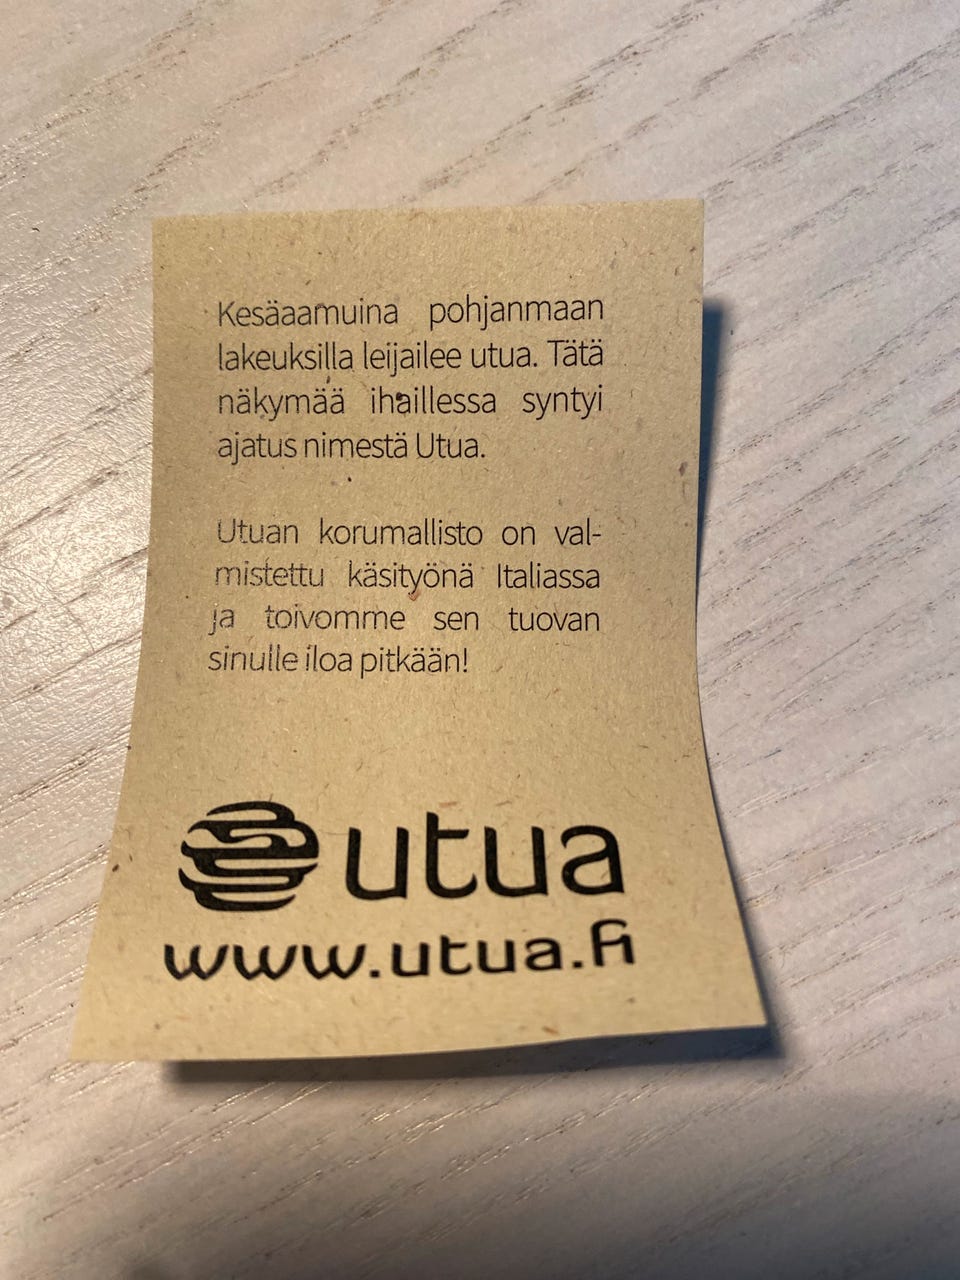 Kesäaamuina pohjanmaan
lakeuksilla leijailee utua. Tätä
näkymää ihaillessa syntyi
ajatus nimestä Utua.
Utuan korumallisto on val-
mistettu käsityönä Italiassa
ja toivomme sen tuovan
sinulle iloa pitkään!
utua
www.utua.fi